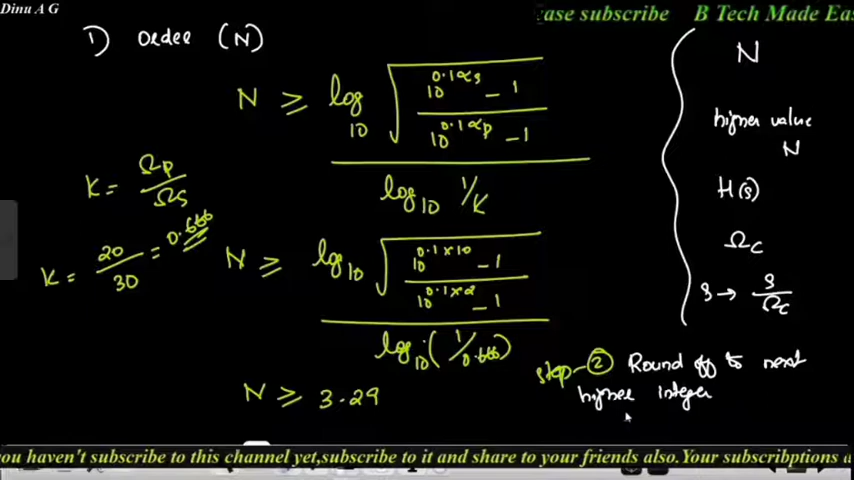 Dinu A G
ase subscribe B Tech Made Eas
1) Order (N)
N ≥ log₁₀ √((10^(0.1αs) − 1) / (10^(0.1αp) − 1)) / log₁₀ 1/K
K = Ωp / Ωs
K = 20 / 30 = 0.666
N ≥ log₁₀ √((10^(0.1×10) − 1) / (10^(0.1×2) − 1)) / log₁₀ (1/0.666)
N ≥ 3.29
N
higher value
N
H(s)
Ωc
s → s / Ωc
step-② Round off to next
higher integer
you haven't subscribe to this channel yet,subscribe to it and share to your friends also.Your subscribptions a